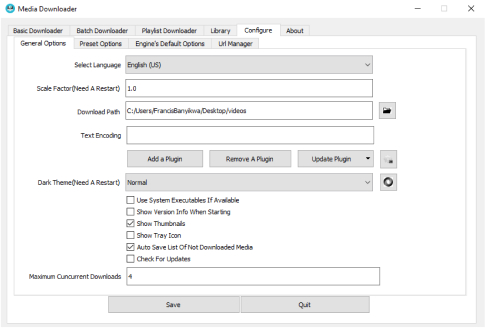 Media Downloader
Basic Downloader Batch Downloader Playlist Downloader Library Configure About
General Options Preset Options Engine's Default Options Url Manager
Select Language English (US)
Scale Factor(Need A Restart) 1.0
Download Path C:/Users/FrancisBanyikwa/Desktop/videos
Text Encoding
Add a Plugin Remove A Plugin Update Plugin
Dark Theme(Need A Restart) Normal
Use System Executables If Available
Show Version Info When Starting
Show Thumbnails
Show Tray Icon
Auto Save List Of Not Downloaded Media
Check For Updates
Maximum Cuncurrent Downloads 4
Save Quit